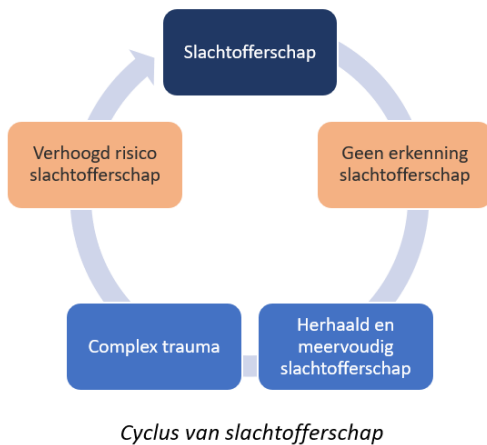 Slachtofferschap
Geen erkenning
slachtofferschap
Herhaald en
meervoudig
slachtofferschap
Complex trauma
Verhoogd risico
slachtofferschap
Cyclus van slachtofferschap